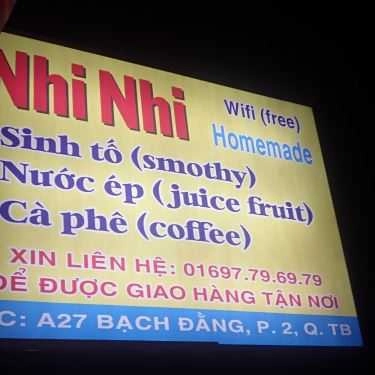 Nhi Nhi
Wifi (free)
Homemade
Sinh tố (smothy)
Nước ép (juice fruit)
Cà phê (coffee)
XIN LIÊN HỆ: 01697.79.69.79
ĐỂ ĐƯỢC GIAO HÀNG TẬN NƠI
C: A27 BẠCH ĐẰNG, P. 2, Q. TB